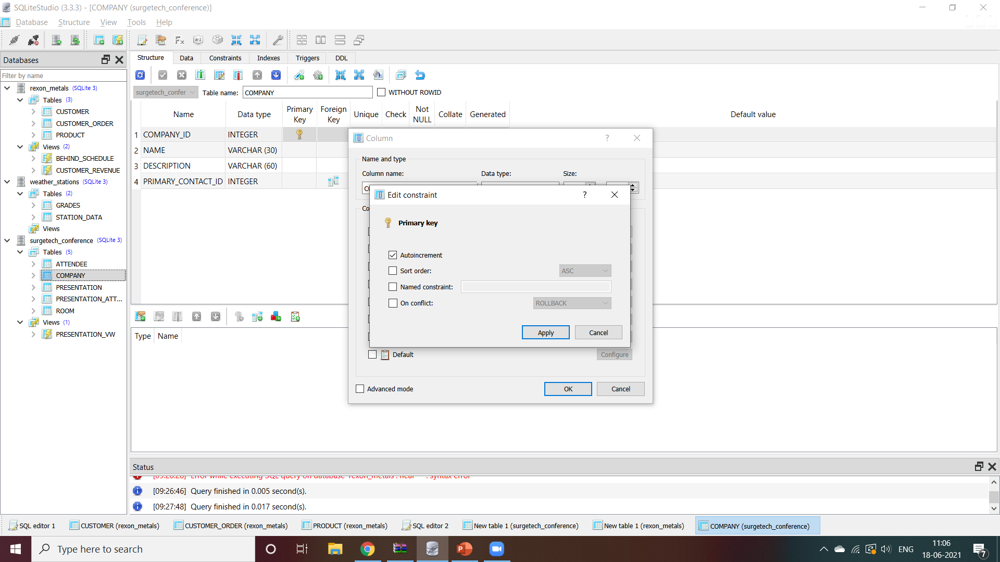 SQLiteStudio (3.3.3) - [COMPANY (surgetech_conference)]
Database Structure View Tools Help
Databases
Filter by name
rexon_metals (SQLite 3)
Tables (3)
CUSTOMER
CUSTOMER_ORDER
PRODUCT
Views (2)
BEHIND_SCHEDULE
CUSTOMER_REVENUE
weather_stations (SQLite 3)
Tables (2)
GRADES
STATION_DATA
Views
surgetech_conference (SQLite 3)
Tables (5)
ATTENDEE
COMPANY
PRESENTATION
PRESENTATION_ATT...
ROOM
Views (1)
PRESENTATION_VW
Structure Data Constraints Indexes Triggers DDL
surgetech_confer Table name: COMPANY WITHOUT ROWID
Name Data type Primary Key Foreign Key Unique Check Not NULL Collate Generated Default value
1 COMPANY_ID INTEGER
2 NAME VARCHAR (30)
3 DESCRIPTION VARCHAR (60)
4 PRIMARY_CONTACT_ID INTEGER
Type Name
Column ?
Name and type
Column name: Data type: Size:
Edit constraint ?
Primary key
Autoincrement
Sort order: ASC
Named constraint:
On conflict: ROLLBACK
Apply Cancel
Default Configure
Advanced mode OK Cancel
Status
[09:26:46] Query finished in 0.005 second(s).
[09:27:48] Query finished in 0.017 second(s).
SQL editor 1 CUSTOMER (rexon_metals) CUSTOMER_ORDER (rexon_metals) PRODUCT (rexon_metals) SQL editor 2 New table 1 (surgetech_conference) New table 1 (rexon_metals) COMPANY (surgetech_conference)
Type here to search
ENG
11:06
18-06-2021
7